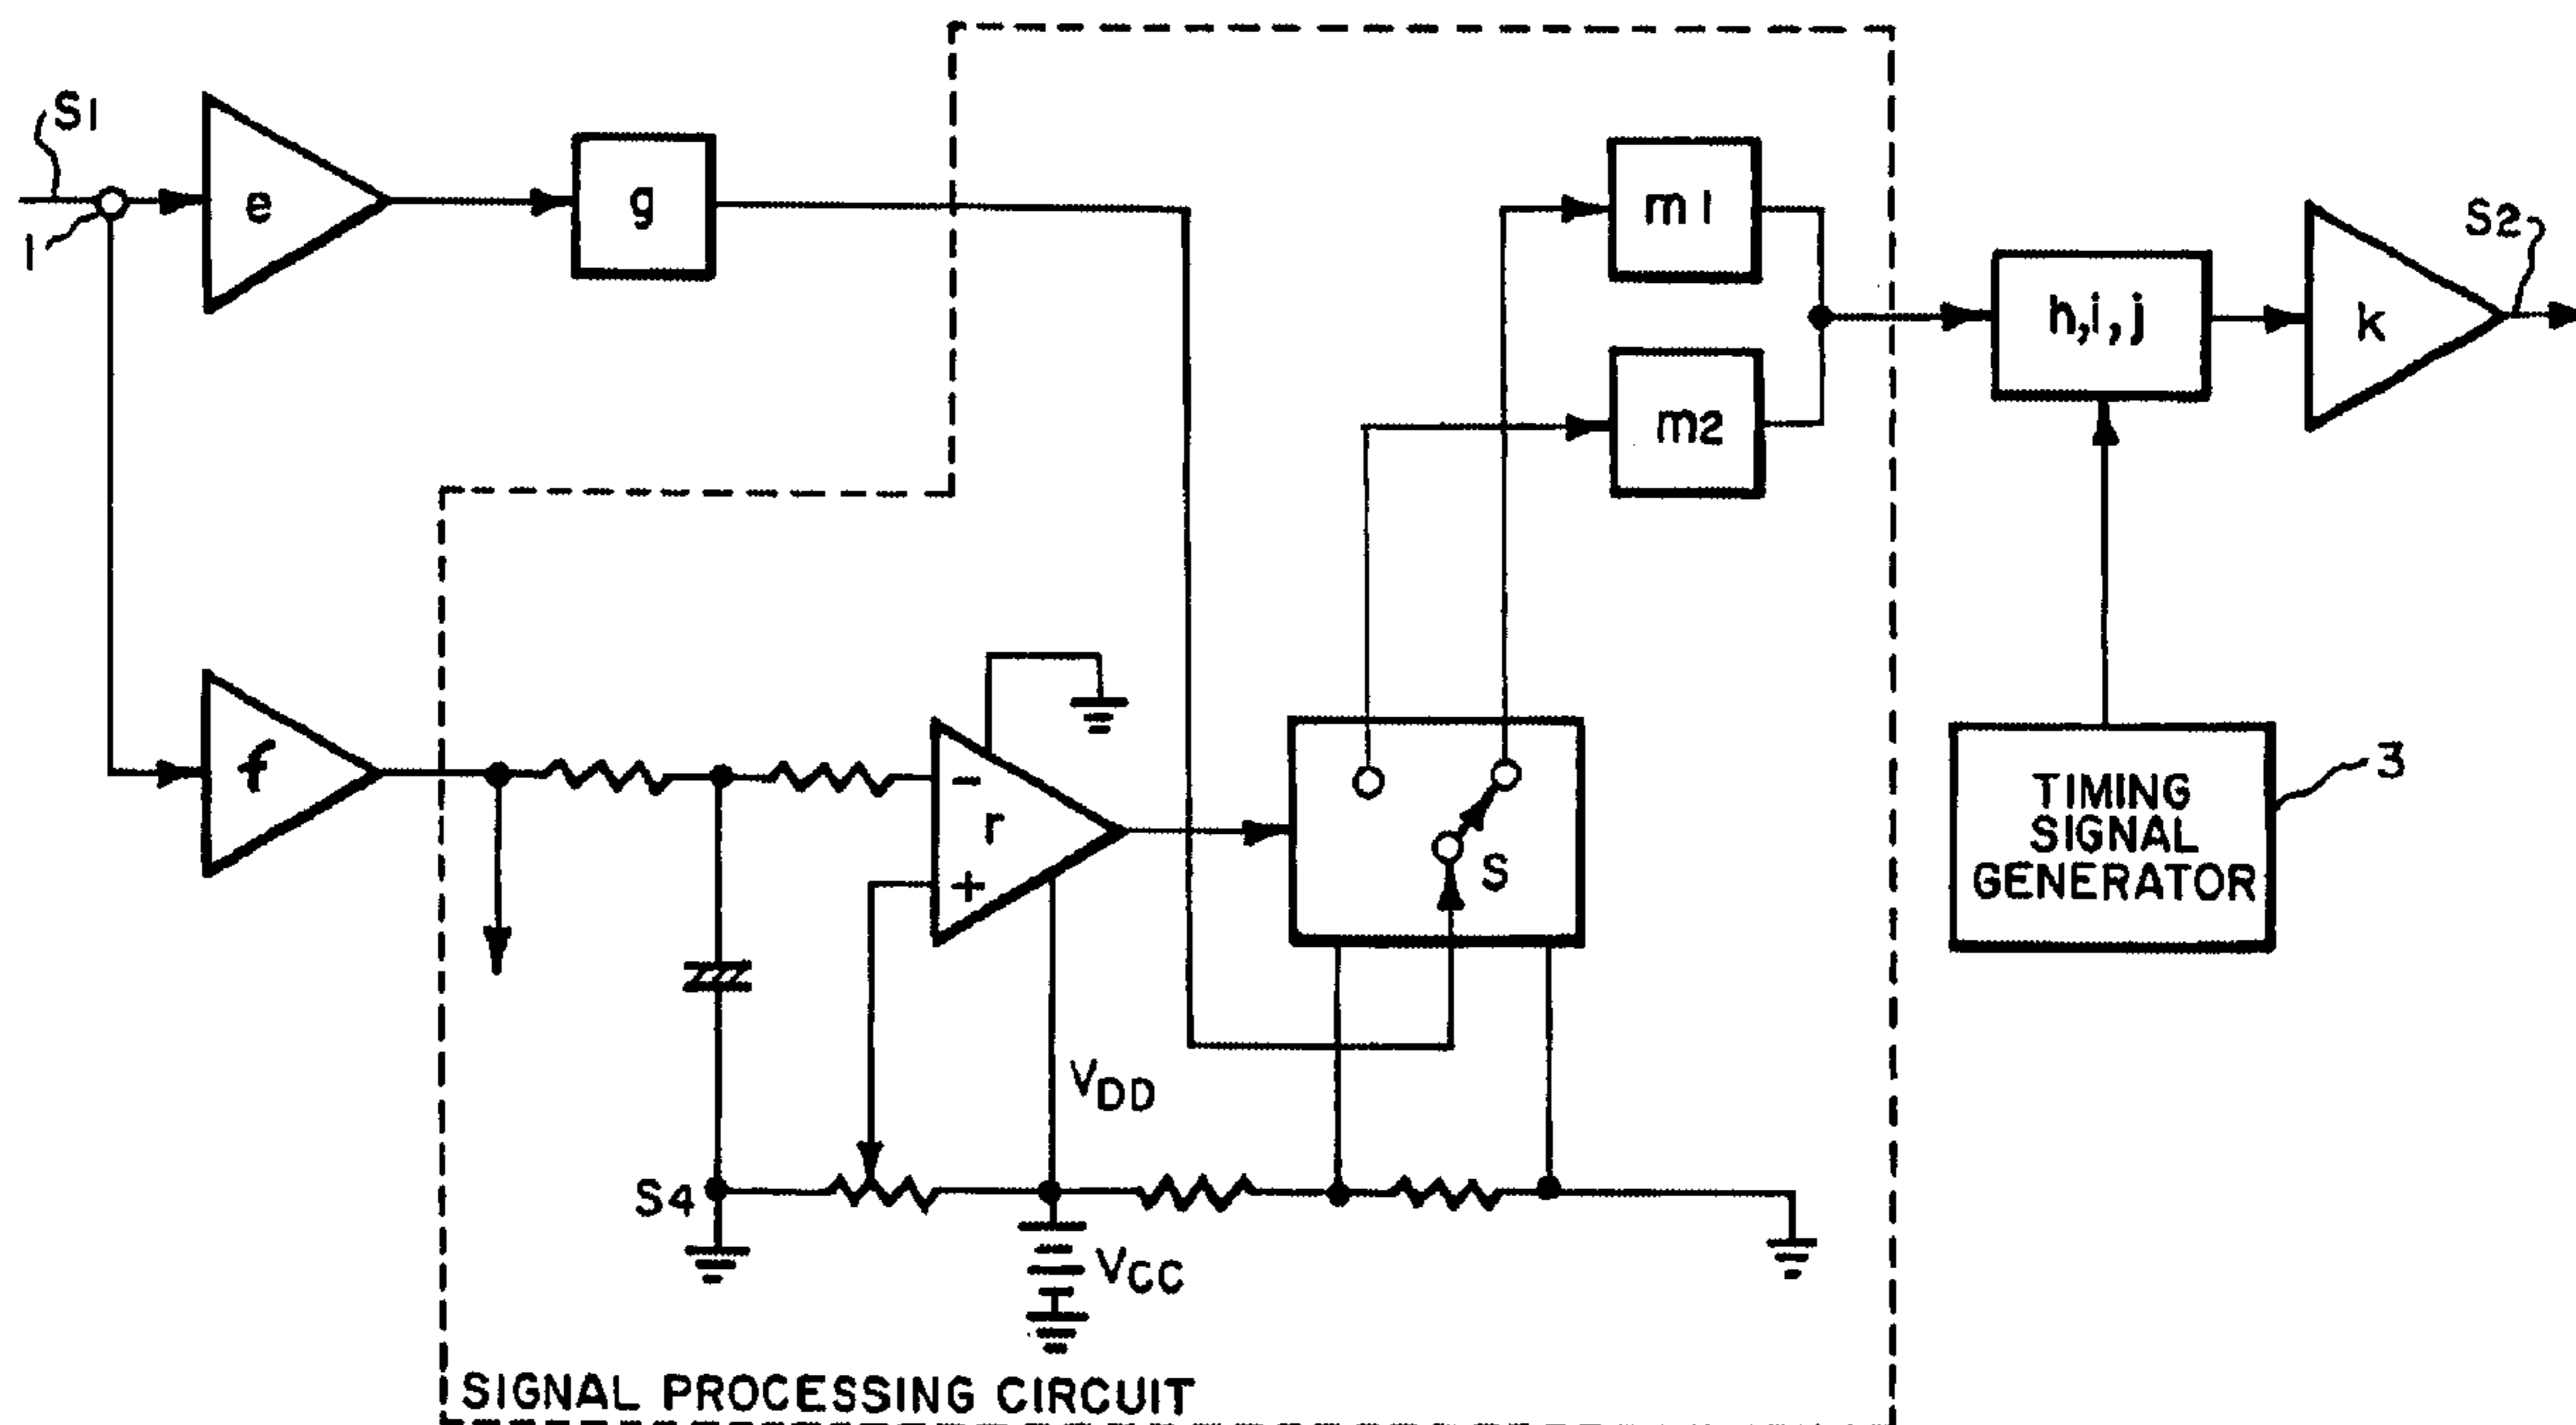 S1
1
e
g
m1
m2
h,i,j
k
S2
f
-
r
+
S
TIMING
SIGNAL
GENERATOR
3
VDD
S4
VCC
SIGNAL PROCESSING CIRCUIT